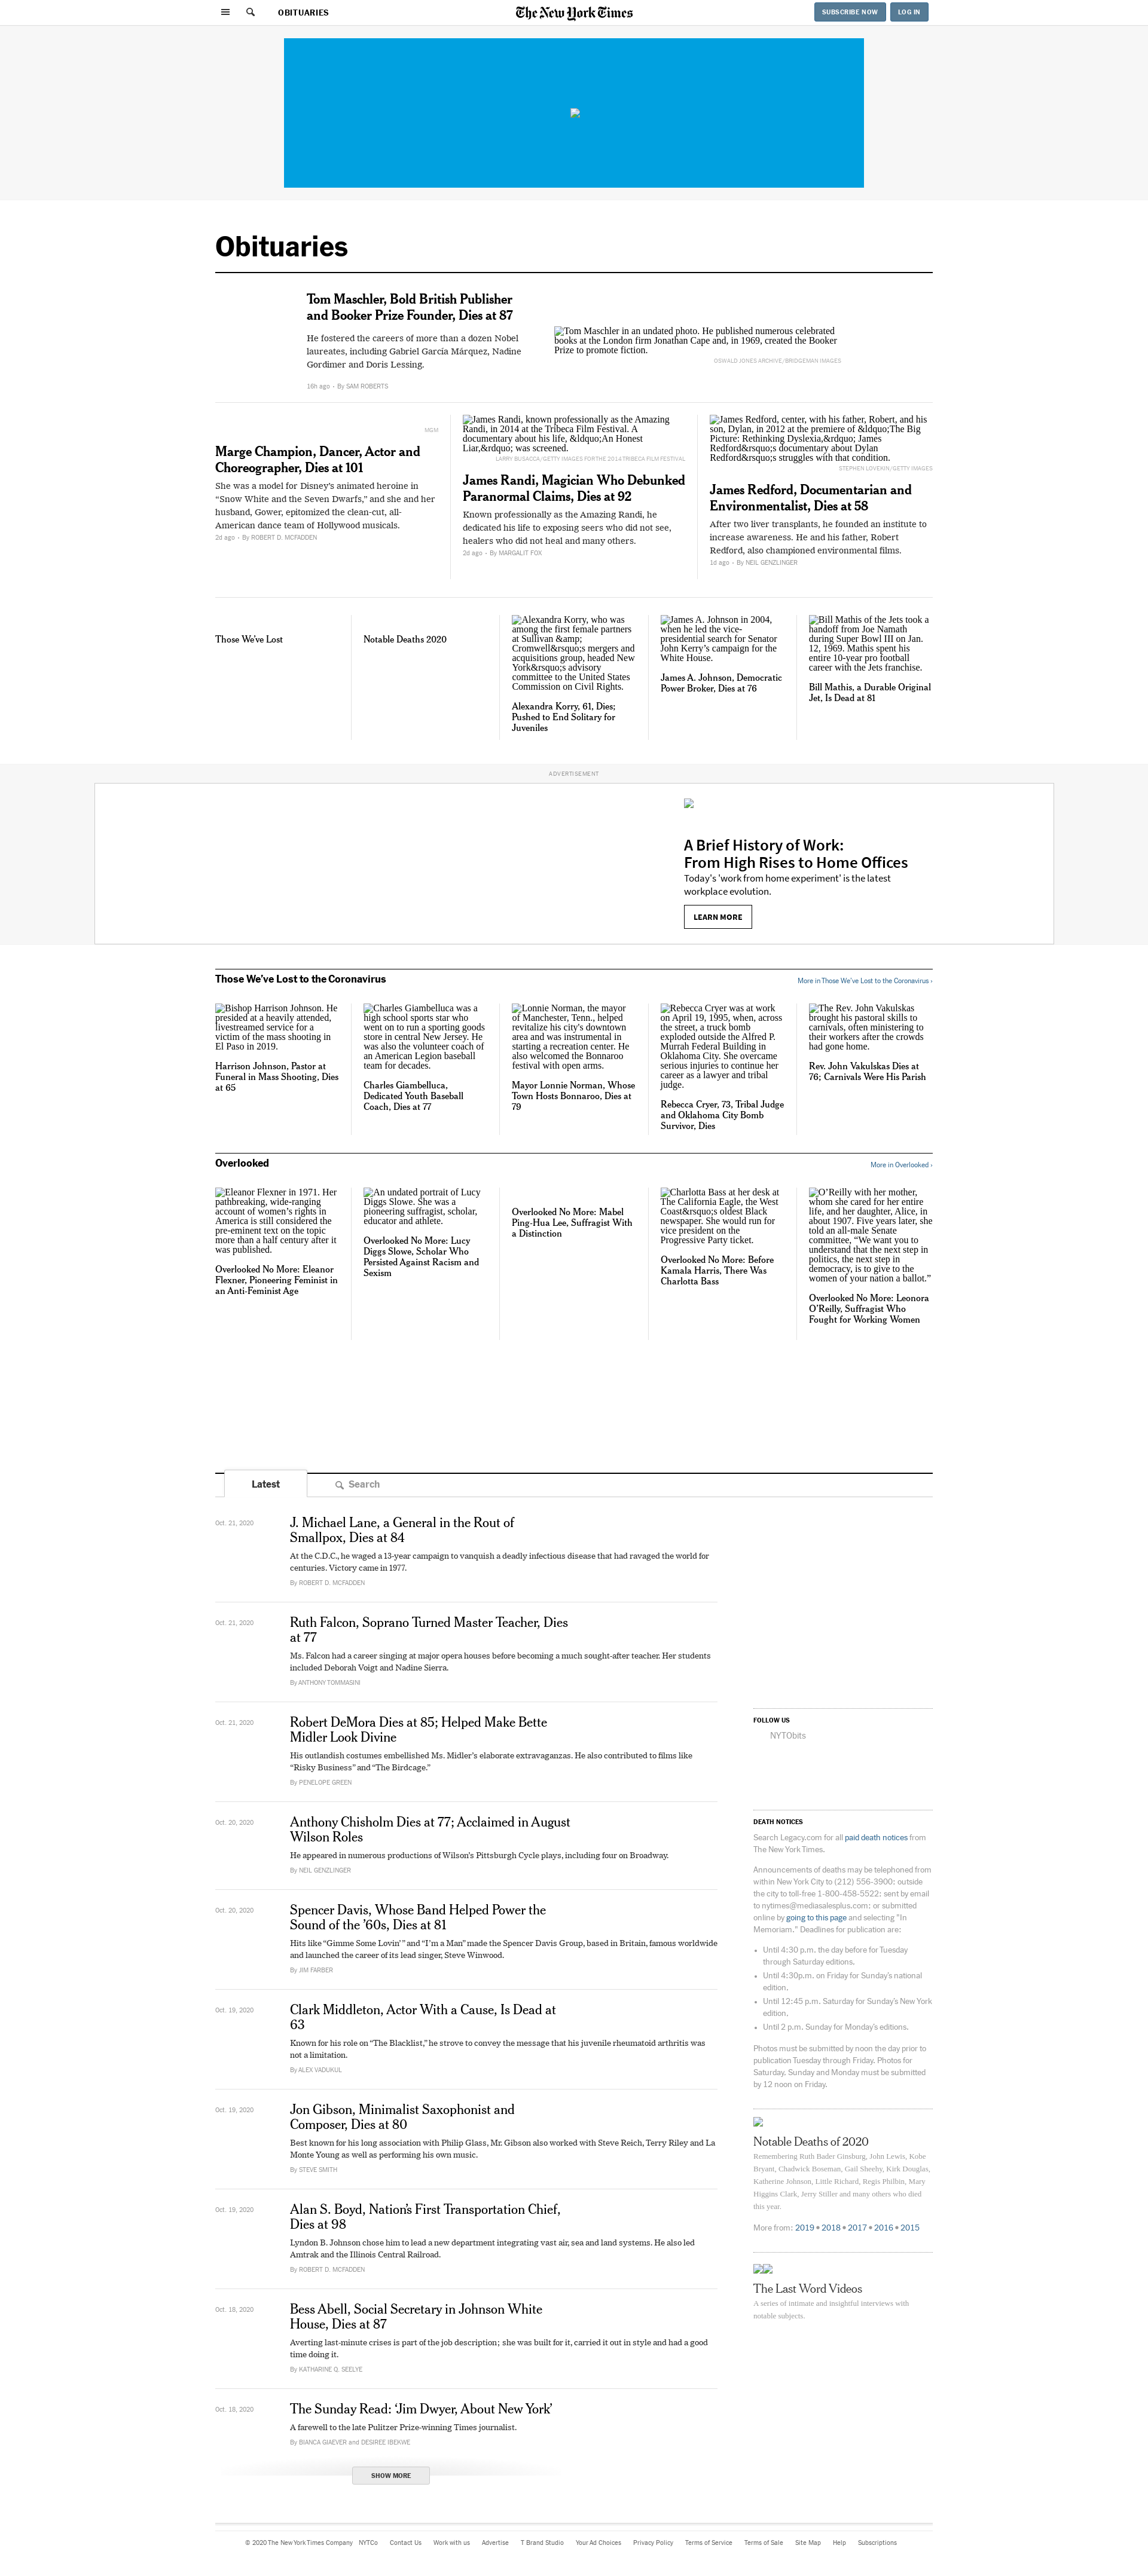 OBITUARIES
The New York Times
SUBSCRIBE NOW
LOG IN
Obituaries
Tom Maschler, Bold British Publisher
and Booker Prize Founder, Dies at 87
He fostered the careers of more than a dozen Nobel
laureates, including Gabriel García Márquez, Nadine
Gordimer and Doris Lessing.
16h ago • By SAM ROBERTS
Tom Maschler in an undated photo. He published numerous celebrated
books at the London firm Jonathan Cape and, in 1969, created the Booker
Prize to promote fiction.
OSWALD JONES ARCHIVE/BRIDGEMAN IMAGES
MGM
Marge Champion, Dancer, Actor and
Choreographer, Dies at 101
She was a model for Disney's animated heroine in
“Snow White and the Seven Dwarfs,” and she and her
husband, Gower, epitomized the clean-cut, all-
American dance team of Hollywood musicals.
2d ago • By ROBERT D. MCFADDEN
James Randi, known professionally as the Amazing
Randi, in 2014 at the Tribeca Film Festival. A
documentary about his life, &ldquo;An Honest
Liar,&rdquo; was screened.
LARRY BUSACCA/GETTY IMAGES FOR THE 2014 TRIBECA FILM FESTIVAL
James Randi, Magician Who Debunked
Paranormal Claims, Dies at 92
Known professionally as the Amazing Randi, he
dedicated his life to exposing seers who did not see,
healers who did not heal and many others.
2d ago • By MARGALIT FOX
James Redford, center, with his father, Robert, and his
son, Dylan, in 2012 at the premiere of &ldquo;The Big
Picture: Rethinking Dyslexia,&rdquo; James
Redford&rsquo;s documentary about Dylan
Redford&rsquo;s struggles with that condition.
STEPHEN LOVEKIN/GETTY IMAGES
James Redford, Documentarian and
Environmentalist, Dies at 58
After two liver transplants, he founded an institute to
increase awareness. He and his father, Robert
Redford, also championed environmental films.
1d ago • By NEIL GENZLINGER
Those We've Lost
Notable Deaths 2020
Alexandra Korry, who was
among the first female partners
at Sullivan &amp;
Cromwell&rsquo;s mergers and
acquisitions group, headed New
York&rsquo;s advisory
committee to the United States
Commission on Civil Rights.
Alexandra Korry, 61, Dies;
Pushed to End Solitary for
Juveniles
James A. Johnson in 2004,
when he led the vice-
presidential search for Senator
John Kerry’s campaign for the
White House.
James A. Johnson, Democratic
Power Broker, Dies at 76
Bill Mathis of the Jets took a
handoff from Joe Namath
during Super Bowl III on Jan.
12, 1969. Mathis spent his
entire 10-year pro football
career with the Jets franchise.
Bill Mathis, a Durable Original
Jet, Is Dead at 81
ADVERTISEMENT
A Brief History of Work:
From High Rises to Home Offices
Today's 'work from home experiment' is the latest
workplace evolution.
LEARN MORE
Those We've Lost to the Coronavirus
More in Those We've Lost to the Coronavirus ›
Bishop Harrison Johnson. He
presided at a heavily attended,
livestreamed service for a
victim of the mass shooting in
El Paso in 2019.
Harrison Johnson, Pastor at
Funeral in Mass Shooting, Dies
at 65
Charles Giambelluca was a
high school sports star who
went on to run a sporting goods
store in central New Jersey. He
was also the volunteer coach of
an American Legion baseball
team for decades.
Charles Giambelluca,
Dedicated Youth Baseball
Coach, Dies at 77
Lonnie Norman, the mayor
of Manchester, Tenn., helped
revitalize his city's downtown
area and was instrumental in
starting a recreation center. He
also welcomed the Bonnaroo
festival with open arms.
Mayor Lonnie Norman, Whose
Town Hosts Bonnaroo, Dies at
79
Rebecca Cryer was at work
on April 19, 1995, when, across
the street, a truck bomb
exploded outside the Alfred P.
Murrah Federal Building in
Oklahoma City. She overcame
serious injuries to continue her
career as a lawyer and tribal
judge.
Rebecca Cryer, 73, Tribal Judge
and Oklahoma City Bomb
Survivor, Dies
The Rev. John Vakulskas
brought his pastoral skills to
carnivals, often ministering to
their workers after the crowds
had gone home.
Rev. John Vakulskas Dies at
76; Carnivals Were His Parish
Overlooked
More in Overlooked ›
Eleanor Flexner in 1971. Her
pathbreaking, wide-ranging
account of women’s rights in
America is still considered the
pre-eminent text on the topic
more than a half century after it
was published.
Overlooked No More: Eleanor
Flexner, Pioneering Feminist in
an Anti-Feminist Age
An undated portrait of Lucy
Diggs Slowe. She was a
pioneering suffragist, scholar,
educator and athlete.
Overlooked No More: Lucy
Diggs Slowe, Scholar Who
Persisted Against Racism and
Sexism
Overlooked No More: Mabel
Ping-Hua Lee, Suffragist With
a Distinction
Charlotta Bass at her desk at
The California Eagle, the West
Coast&rsquo;s oldest Black
newspaper. She would run for
vice president on the
Progressive Party ticket.
Overlooked No More: Before
Kamala Harris, There Was
Charlotta Bass
O’Reilly with her mother,
whom she cared for her entire
life, and her daughter, Alice, in
about 1907. Five years later, she
told an all-male Senate
committee, “We want you to
understand that the next step in
politics, the next step in
democracy, is to give to the
women of your nation a ballot.”
Overlooked No More: Leonora
O'Reilly, Suffragist Who
Fought for Working Women
Latest
Search
Oct. 21, 2020
J. Michael Lane, a General in the Rout of
Smallpox, Dies at 84
At the C.D.C., he waged a 13-year campaign to vanquish a deadly infectious disease that had ravaged the world for
centuries. Victory came in 1977.
By ROBERT D. MCFADDEN
Oct. 21, 2020
Ruth Falcon, Soprano Turned Master Teacher, Dies
at 77
Ms. Falcon had a career singing at major opera houses before becoming a much sought-after teacher. Her students
included Deborah Voigt and Nadine Sierra.
By ANTHONY TOMMASINI
Oct. 21, 2020
Robert DeMora Dies at 85; Helped Make Bette
Midler Look Divine
His outlandish costumes embellished Ms. Midler's elaborate extravaganzas. He also contributed to films like
“Risky Business” and “The Birdcage.”
By PENELOPE GREEN
Oct. 20, 2020
Anthony Chisholm Dies at 77; Acclaimed in August
Wilson Roles
He appeared in numerous productions of Wilson's Pittsburgh Cycle plays, including four on Broadway.
By NEIL GENZLINGER
Oct. 20, 2020
Spencer Davis, Whose Band Helped Power the
Sound of the ’60s, Dies at 81
Hits like “Gimme Some Lovin’ ” and “I’m a Man” made the Spencer Davis Group, based in Britain, famous worldwide
and launched the career of its lead singer, Steve Winwood.
By JIM FARBER
Oct. 19, 2020
Clark Middleton, Actor With a Cause, Is Dead at
63
Known for his role on “The Blacklist,” he strove to convey the message that his juvenile rheumatoid arthritis was
not a limitation.
By ALEX VADUKUL
Oct. 19, 2020
Jon Gibson, Minimalist Saxophonist and
Composer, Dies at 80
Best known for his long association with Philip Glass, Mr. Gibson also worked with Steve Reich, Terry Riley and La
Monte Young as well as performing his own music.
By STEVE SMITH
Oct. 19, 2020
Alan S. Boyd, Nation's First Transportation Chief,
Dies at 98
Lyndon B. Johnson chose him to lead a new department integrating vast air, sea and land systems. He also led
Amtrak and the Illinois Central Railroad.
By ROBERT D. MCFADDEN
Oct. 18, 2020
Bess Abell, Social Secretary in Johnson White
House, Dies at 87
Averting last-minute crises is part of the job description; she was built for it, carried it out in style and had a good
time doing it.
By KATHARINE Q. SEELYE
Oct. 18, 2020
The Sunday Read: ‘Jim Dwyer, About New York’
A farewell to the late Pulitzer Prize-winning Times journalist.
By BIANCA GIAEVER and DESIREE IBEKWE
SHOW MORE
FOLLOW US
NYTObits
DEATH NOTICES
Search Legacy.com for all paid death notices from
The New York Times.
Announcements of deaths may be telephoned from
within New York City to (212) 556-3900; outside
the city to toll-free 1-800-458-5522; sent by email
to nytimes@mediasalesplus.com; or submitted
online by going to this page and selecting "In
Memoriam." Deadlines for publication are:
• Until 4:30 p.m. the day before for Tuesday
through Saturday editions.
• Until 4:30p.m. on Friday for Sunday's national
edition.
• Until 12:45 p.m. Saturday for Sunday's New York
edition.
• Until 2 p.m. Sunday for Monday's editions.
Photos must be submitted by noon the day prior to
publication Tuesday through Friday. Photos for
Saturday, Sunday and Monday must be submitted
by 12 noon on Friday.
Notable Deaths of 2020
Remembering Ruth Bader Ginsburg, John Lewis, Kobe
Bryant, Chadwick Boseman, Gail Sheehy, Kirk Douglas,
Katherine Johnson, Little Richard, Regis Philbin, Mary
Higgins Clark, Jerry Stiller and many others who died
this year.
More from: 2019 • 2018 • 2017 • 2016 • 2015
The Last Word Videos
A series of intimate and insightful interviews with
notable subjects.
© 2020 The New York Times Company NYTCo Contact Us Work with us Advertise T Brand Studio Your Ad Choices Privacy Policy Terms of Service Terms of Sale Site Map Help Subscriptions